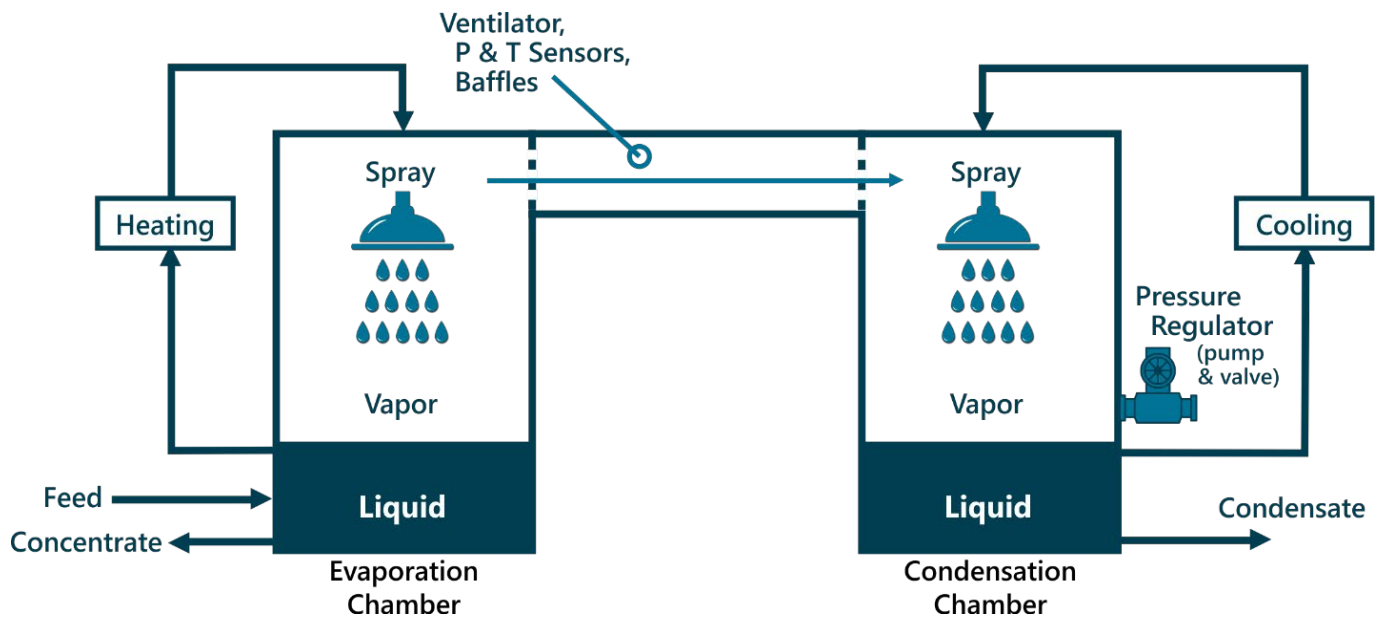 Ventilator,
P & T Sensors,
Baffles
Spray
Spray
Heating
Cooling
Pressure
Regulator
(pump
& valve)
Vapor
Vapor
Feed
Liquid
Liquid
Condensate
Concentrate
Evaporation
Chamber
Condensation
Chamber